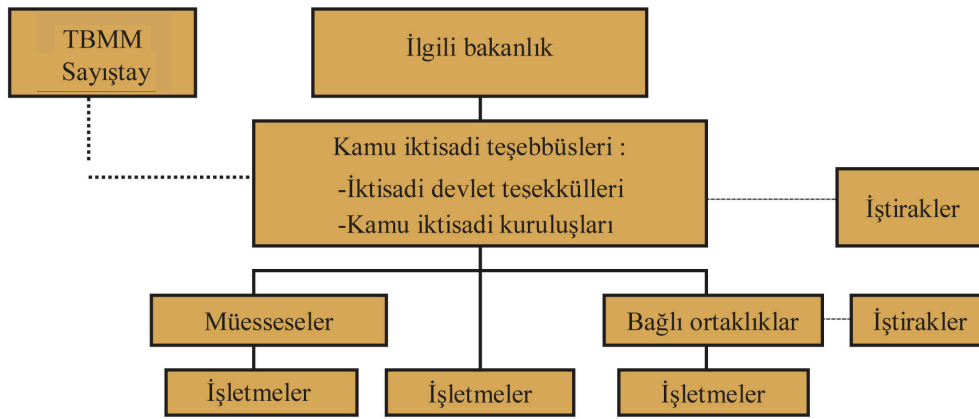 TBMM
Sayıştay
İlgili bakanlık
Kamu iktisadi teşebbüsleri :
-İktisadi devlet teşekkülleri
-Kamu iktisadi kuruluşları
İştirakler
Müesseseler
Bağlı ortaklıklar
İştirakler
İşletmeler
İşletmeler
İşletmeler